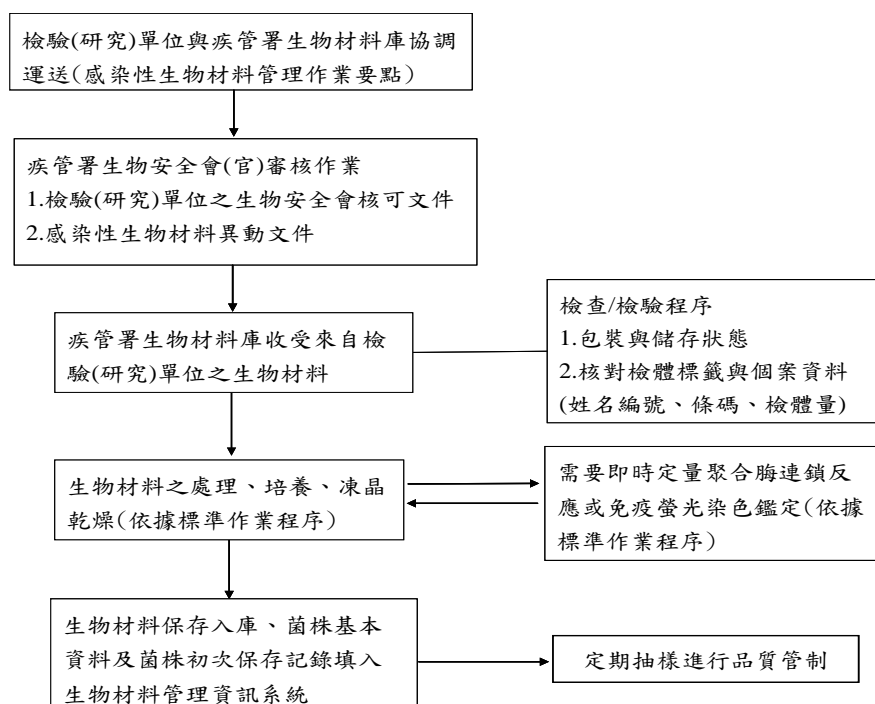 檢驗(研究)單位與疾管署生物材料庫協調
運送(感染性生物材料管理作業要點)
疾管署生物安全會(官)審核作業
1.檢驗(研究)單位之生物安全會核可文件
2.感染性生物材料異動文件
疾管署生物材料庫收受來自檢
驗(研究)單位之生物材料
檢查/檢驗程序
1.包裝與儲存狀態
2.核對檢體標籤與個案資料
(姓名編號、條碼、檢體量)
生物材料之處理、培養、凍晶
乾燥(依據標準作業程序)
需要即時定量聚合脢連鎖反
應或免疫螢光染色鑑定(依據
標準作業程序)
生物材料保存入庫、菌株基本
資料及菌株初次保存記錄填入
生物材料管理資訊系統
定期抽樣進行品質管制